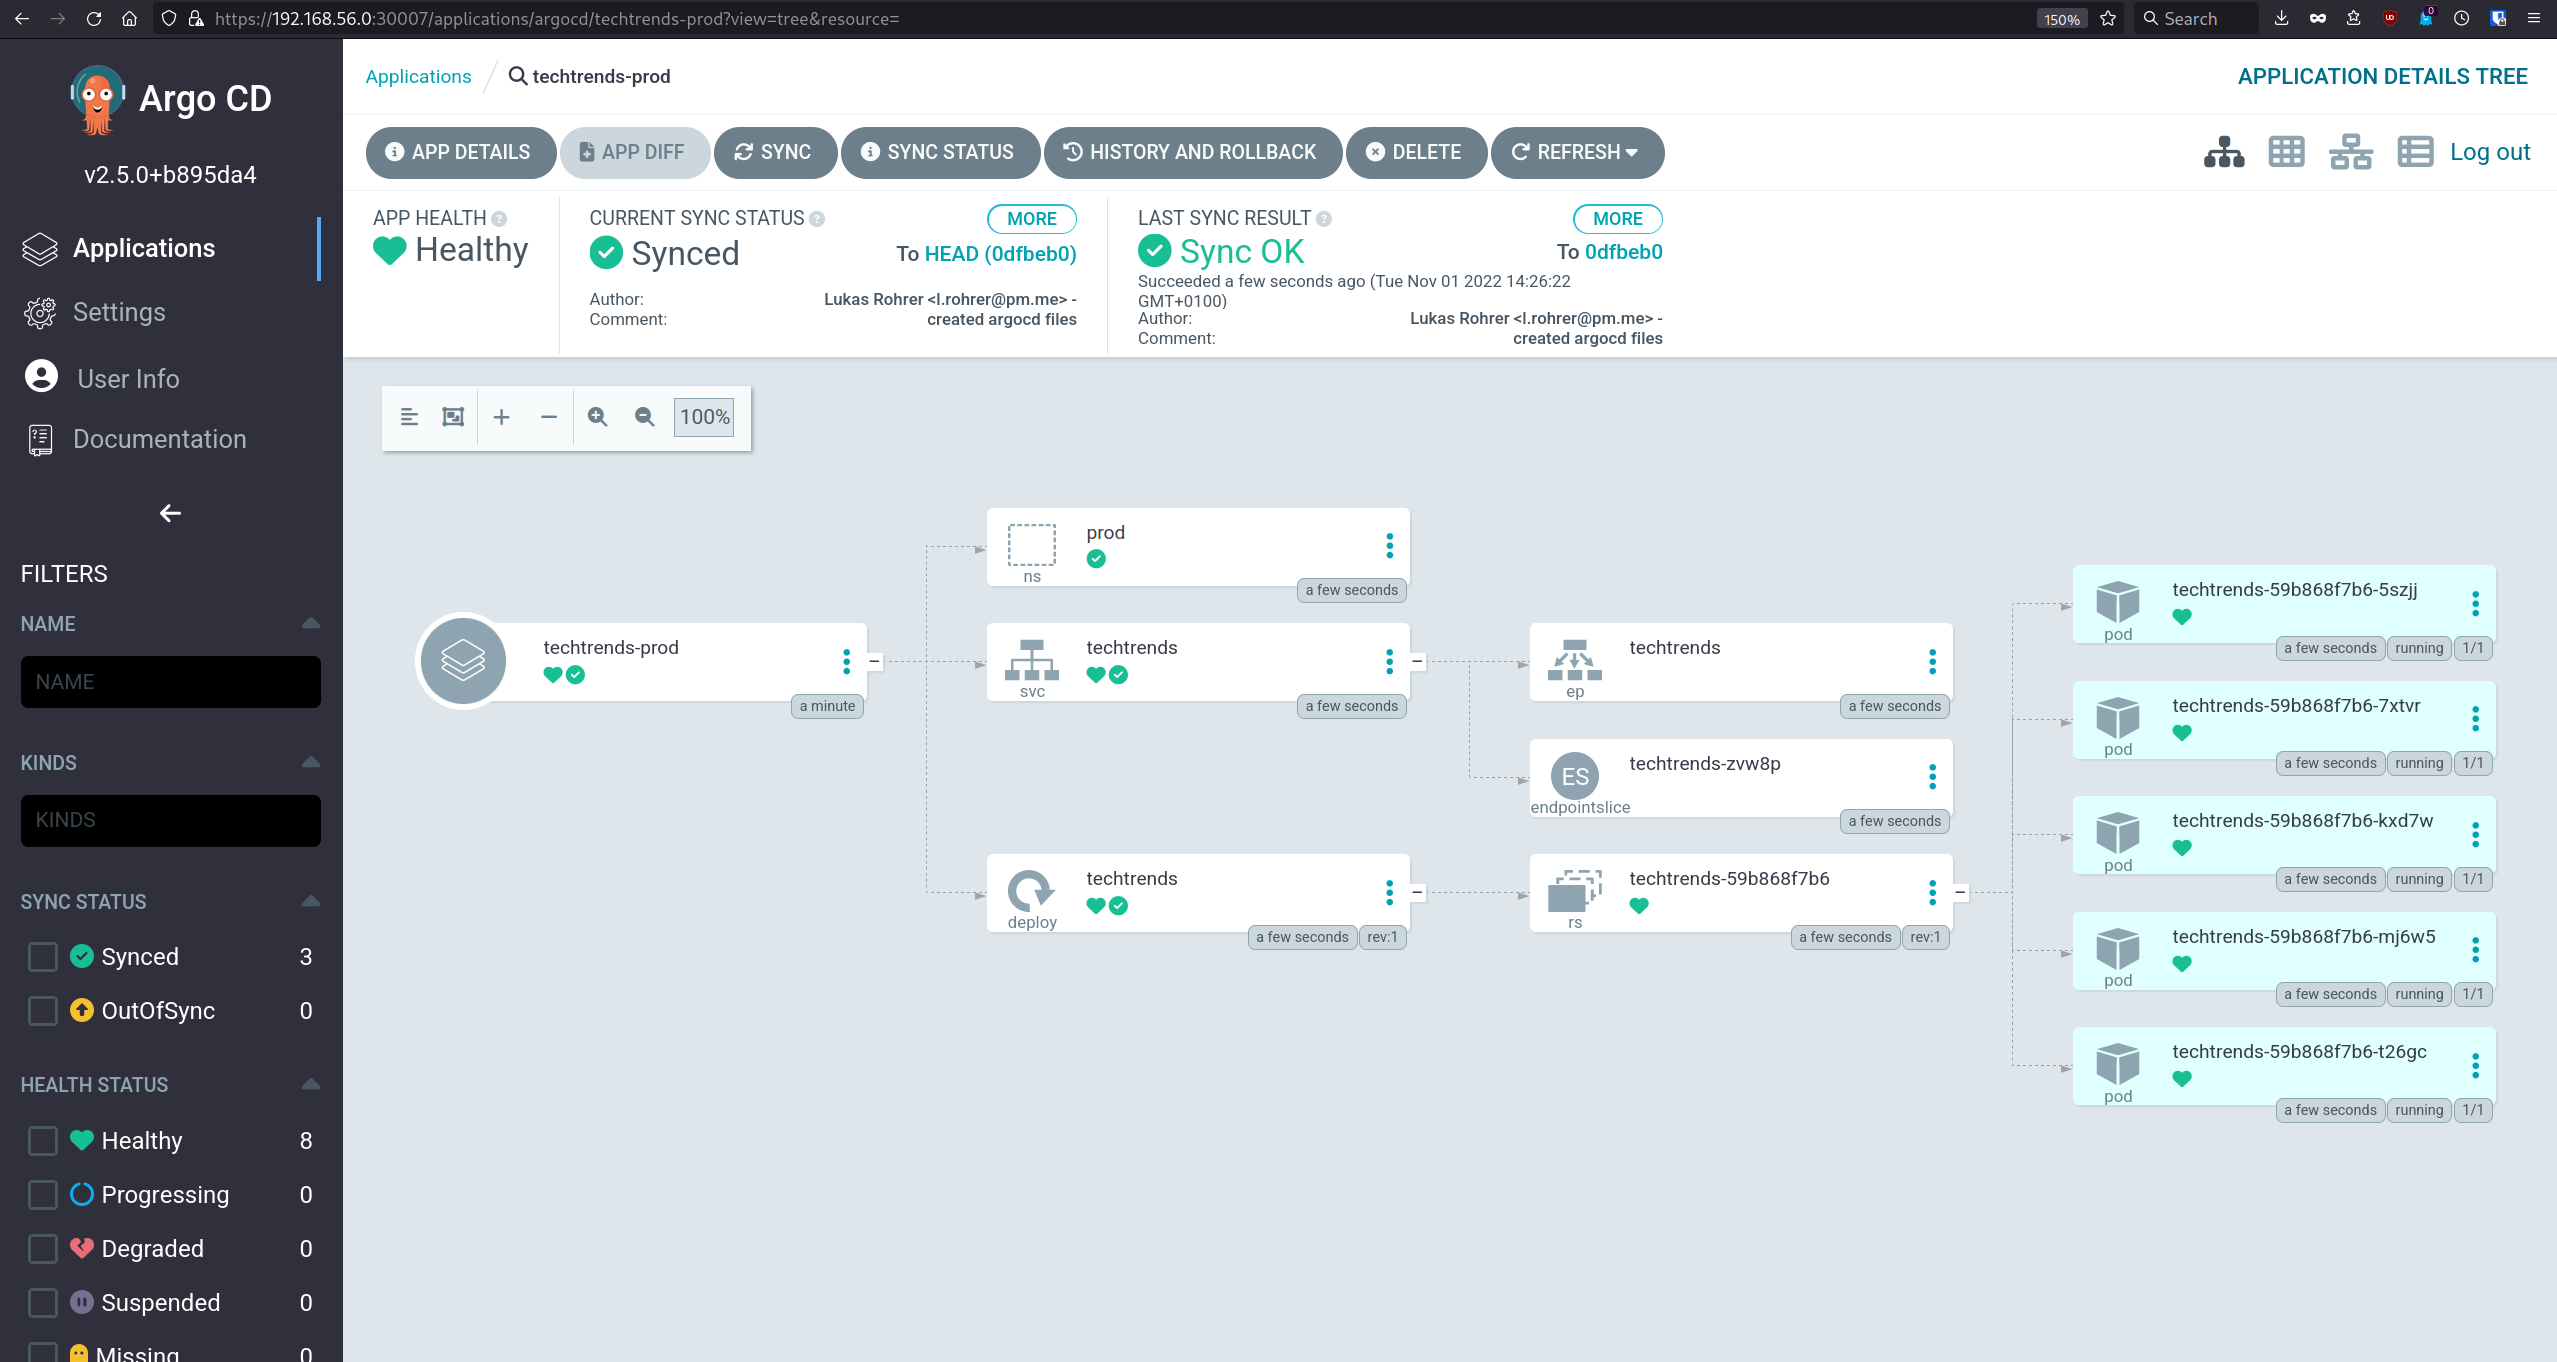 https://192.168.56.0:30007/applications/argocd/techtrends-prod?view=tree&resource=
150%
Search
0
Argo CD
v2.5.0+b895da4
Applications
Settings
User Info
Documentation
FILTERS
NAME
NAME
KINDS
KINDS
SYNC STATUS
Synced 3
OutOfSync 0
HEALTH STATUS
Healthy 8
Progressing 0
Degraded 0
Suspended 0
Missing 0
Applications
techtrends-prod
APPLICATION DETAILS TREE
APP DETAILS
APP DIFF
SYNC
SYNC STATUS
HISTORY AND ROLLBACK
DELETE
REFRESH
Log out
APP HEALTH
Healthy
CURRENT SYNC STATUS
MORE
Synced
To HEAD (0dfbeb0)
Author: Lukas Rohrer <l.rohrer@pm.me> -
Comment: created argocd files
LAST SYNC RESULT
MORE
Sync OK
To 0dfbeb0
Succeeded a few seconds ago (Tue Nov 01 2022 14:26:22
GMT+0100)
Author: Lukas Rohrer <l.rohrer@pm.me> -
Comment: created argocd files
100%
techtrends-prod
a minute
prod
ns
a few seconds
techtrends
svc
a few seconds
techtrends
deploy
a few seconds rev:1
techtrends
ep
a few seconds
ES
techtrends-zvw8p
endpointslice
a few seconds
techtrends-59b868f7b6
rs
a few seconds rev:1
techtrends-59b868f7b6-5szjj
pod
a few seconds running 1/1
techtrends-59b868f7b6-7xtvr
pod
a few seconds running 1/1
techtrends-59b868f7b6-kxd7w
pod
a few seconds running 1/1
techtrends-59b868f7b6-mj6w5
pod
a few seconds running 1/1
techtrends-59b868f7b6-t26gc
pod
a few seconds running 1/1